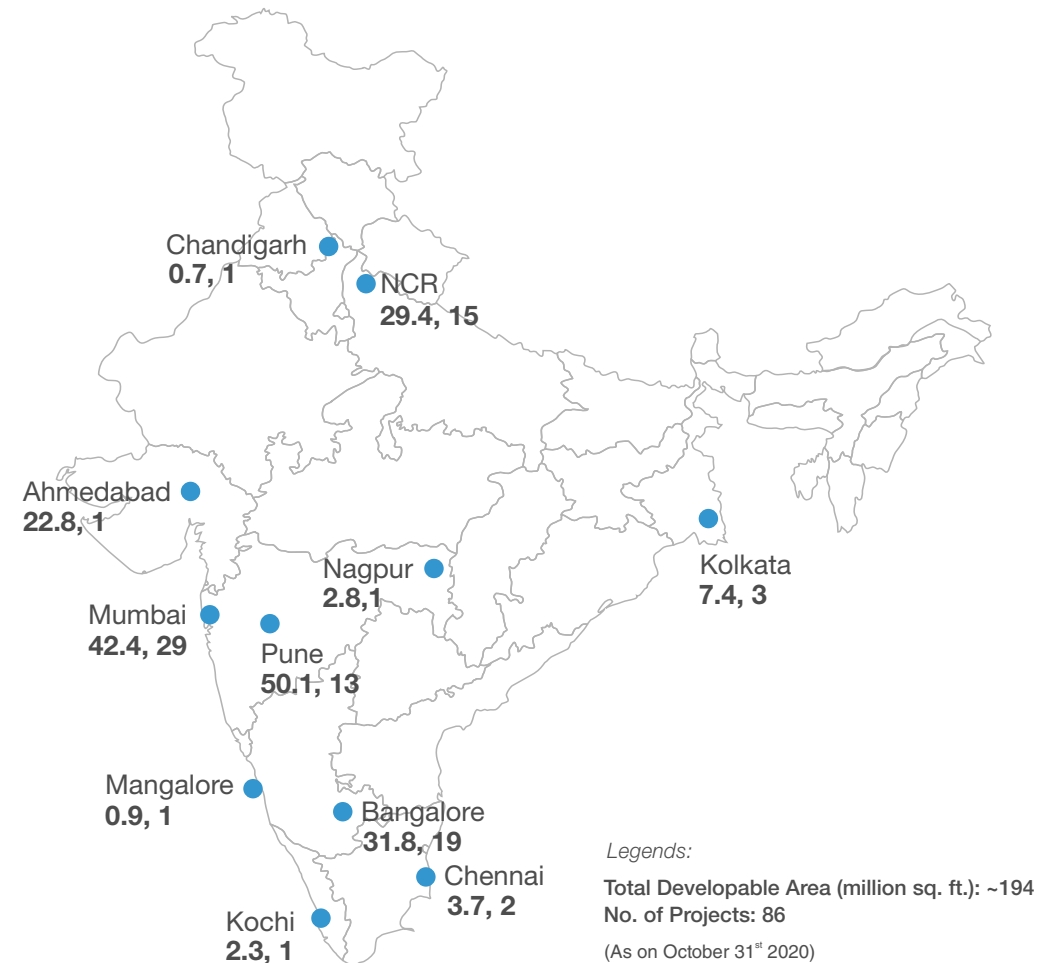 Chandigarh
0.7, 1
NCR
29.4, 15
Ahmedabad
22.8, 1
Nagpur
2.8,1
Kolkata
7.4, 3
Mumbai
42.4, 29
Pune
50.1, 13
Mangalore
0.9, 1
Bangalore
31.8, 19
Chennai
3.7, 2
Kochi
2.3, 1
Legends:
Total Developable Area (million sq. ft.): ~194
No. of Projects: 86
(As on October 31st 2020)